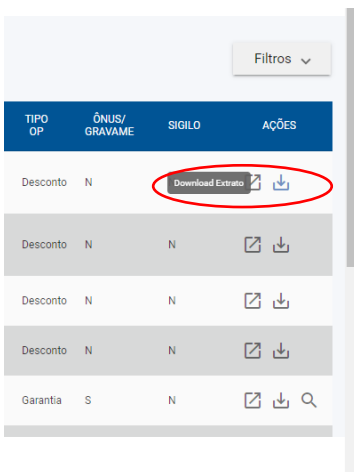 Filtros
TIPO OP ÔNUS/ GRAVAME SIGILO AÇÕES
Desconto N Download Extrato
Desconto N N
Desconto N N
Desconto N N
Garantia S N